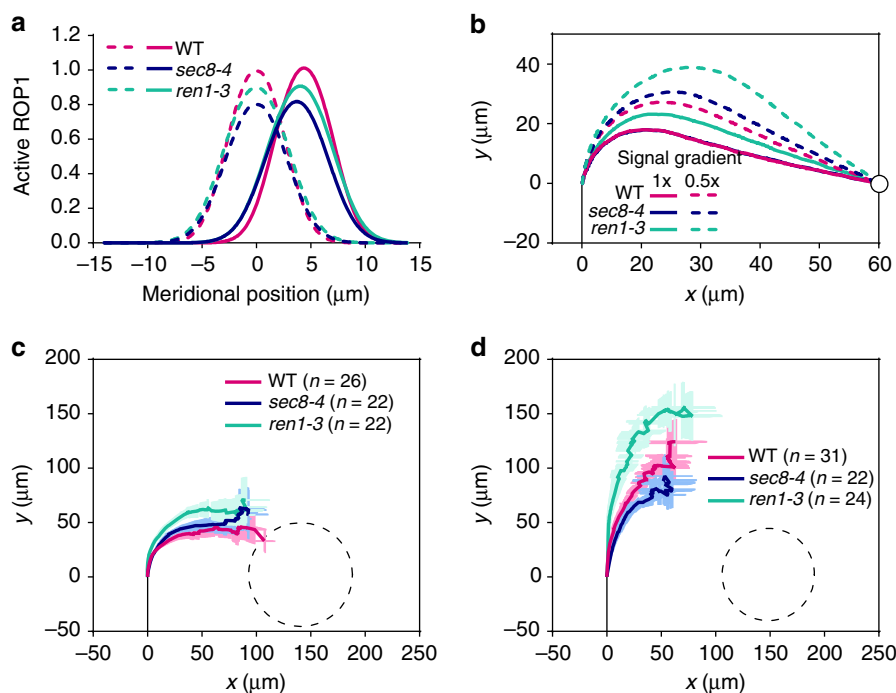 a
1.2
1.0
0.8
0.6
0.4
0.2
0.0
Active ROP1
WT
sec8-4
ren1-3
−15 −10 −5 0 5 10 15
Meridional position (μm)
b
60
40
20
0
−20
y (μm)
Signal gradient
1x 0.5x
WT
sec8-4
ren1-3
0 10 20 30 40 50 60
x (μm)
c
200
150
100
50
0
−50
y (μm)
WT (n = 26)
sec8-4 (n = 22)
ren1-3 (n = 22)
−50 0 50 100 150 200 250
x (μm)
d
200
150
100
50
0
−50
y (μm)
WT (n = 31)
sec8-4 (n = 22)
ren1-3 (n = 24)
−50 0 50 100 150 200 250
x (μm)